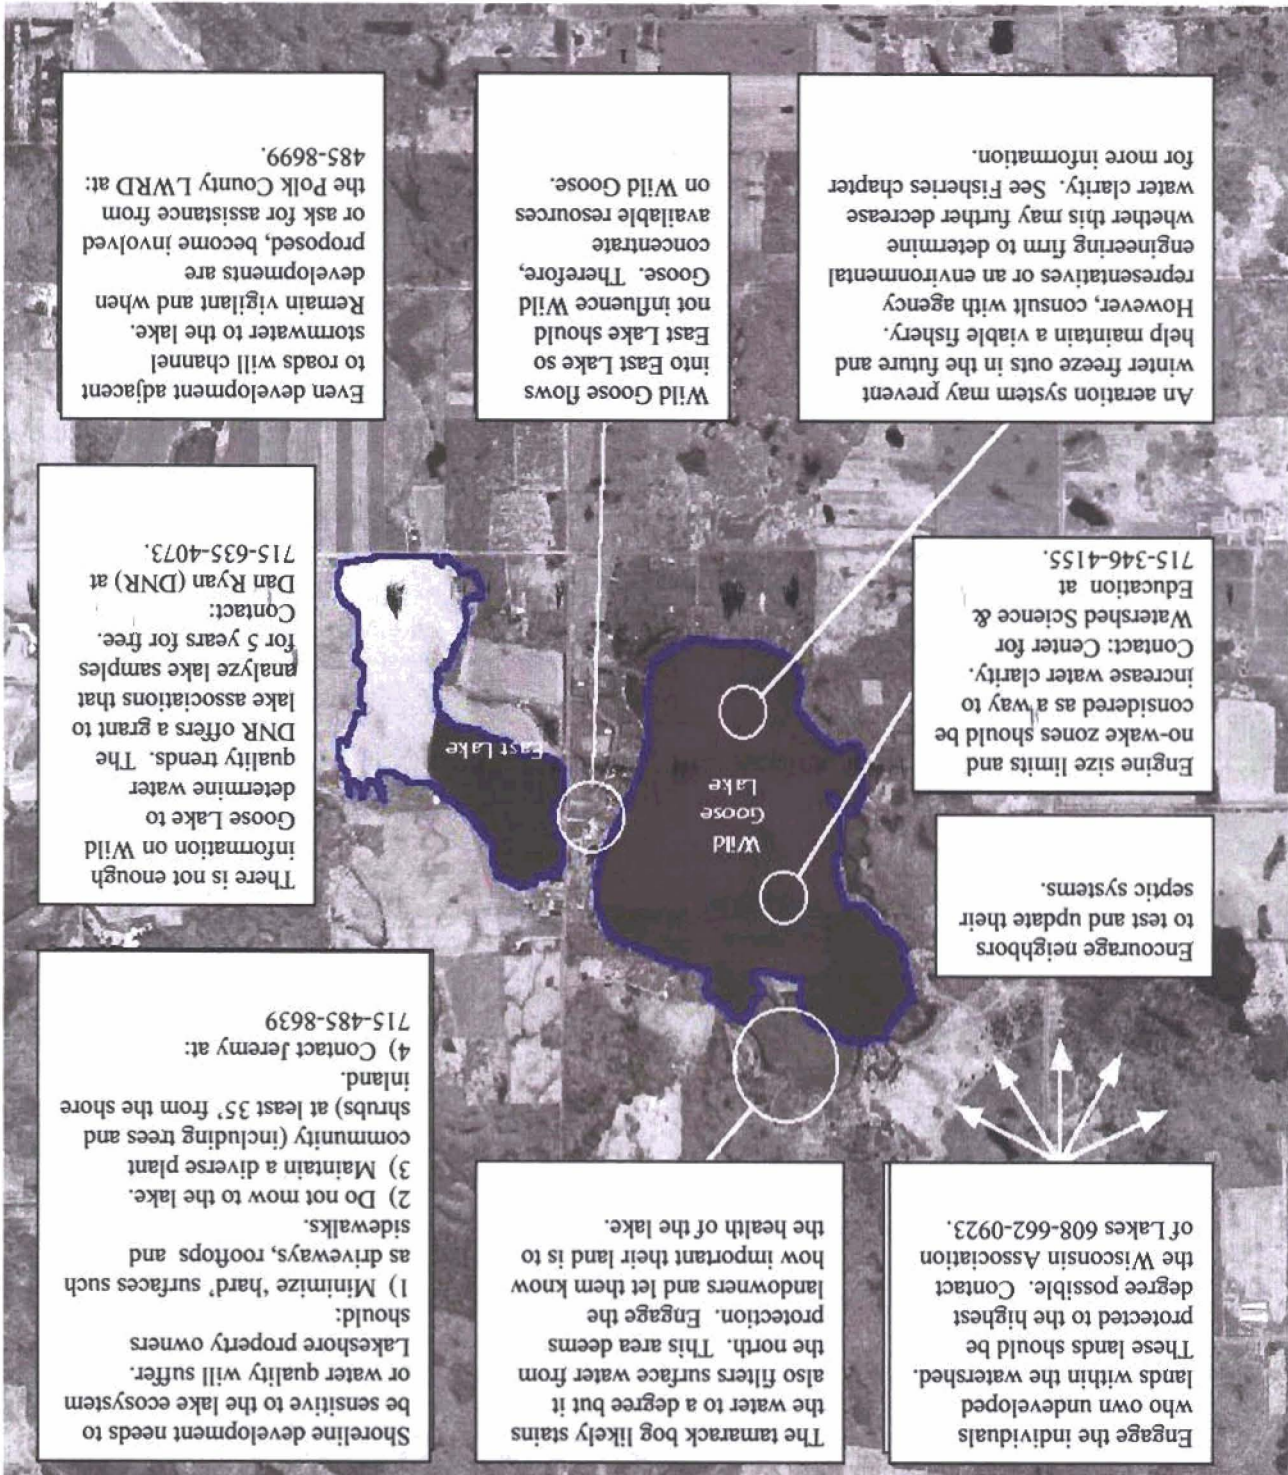 Engage the individuals
who own undeveloped
lands within the watershed.
These lands should be
protected to the highest
degree possible.  Contact
the Wisconsin Association
of Lakes 608-662-0923.
The tamarack bog likely stains
the water to a degree but it
also filters surface water from
the north.  This area deems
protection.  Engage the
landowners and let them know
how important their land is to
the health of the lake.
Shoreline development needs to
be sensitive to the lake ecosystem
or water quality will suffer.
Lakeshore property owners
should:
1)  Minimize 'hard' surfaces such
as driveways, rooftops and
sidewalks.
2)  Do not mow to the lake.
3)  Maintain a diverse plant
community (including trees and
shrubs) at least 35' from the shore
inland.
4)  Contact Jeremy at:
715-485-8639
Encourage neighbors
to test and update their
septic systems.
Wild
Goose
Lake
East Lake
There is not enough
information on Wild
Goose Lake to
determine water
quality trends.  The
DNR offers a grant to
lake associations that
analyze lake samples
for 5 years for free.
Contact:
Dan Ryan (DNR) at
715-635-4073.
Engine size limits and
no-wake zones should be
considered as a way to
increase water clarity.
Contact: Center for
Watershed Science &
Education at
715-346-4155.
An aeration system may prevent
winter freeze outs in the future and
help maintain a viable fishery.
However, consult with agency
representatives or an environmental
engineering firm to determine
whether this may further decrease
water clarity.  See Fisheries chapter
for more information.
Wild Goose flows
into East Lake so
East Lake should
not influence Wild
Goose.  Therefore,
concentrate
available resources
on Wild Goose.
Even development adjacent
to roads will channel
stormwater to the lake.
Remain vigilant and when
developments are
proposed, become involved
or ask for assistance from
the Polk County LWRD at:
485-8699.
1